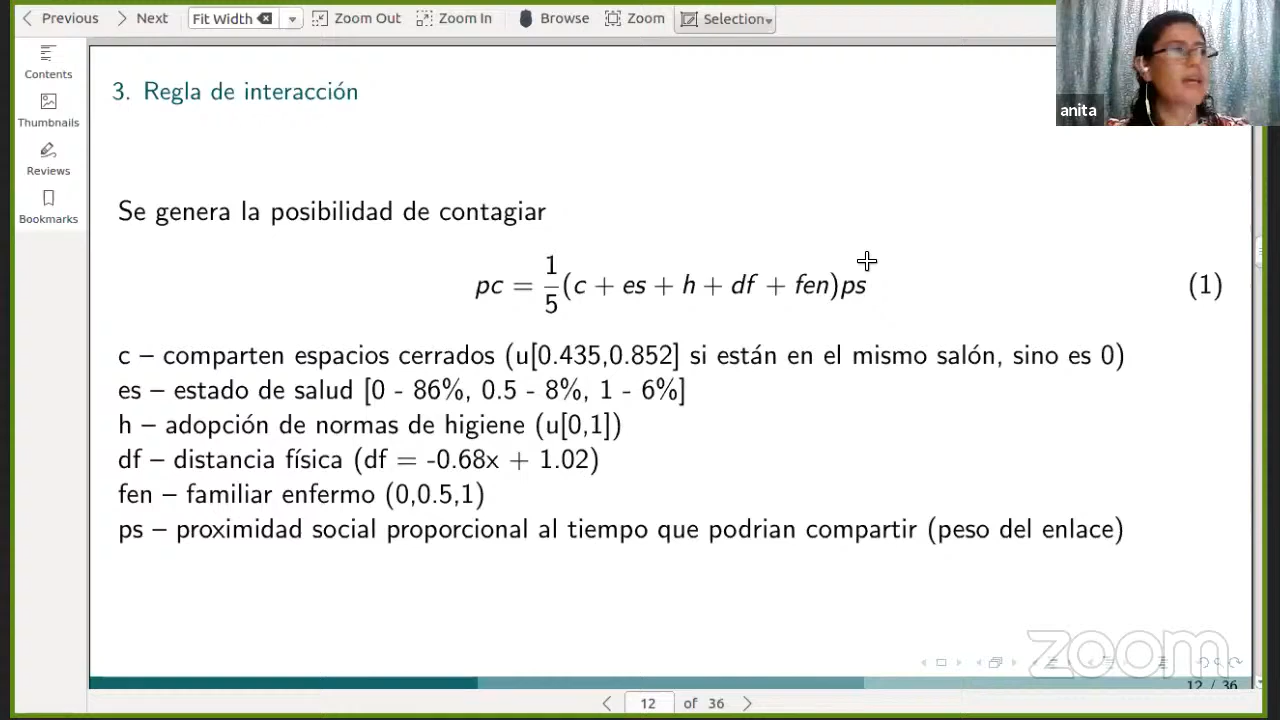 Previous Next Fit Width Zoom Out Zoom In Browse Zoom Selection
Contents
Thumbnails
Reviews
Bookmarks
anita
3. Regla de interacción
Se genera la posibilidad de contagiar
pc = 1/5 (c + es + h + df + fen)ps (1)
c – comparten espacios cerrados (u[0.435,0.852] si están en el mismo salón, sino es 0)
es – estado de salud [0 - 86%, 0.5 - 8%, 1 - 6%]
h – adopción de normas de higiene (u[0,1])
df – distancia física (df = -0.68x + 1.02)
fen – familiar enfermo (0,0.5,1)
ps – proximidad social proporcional al tiempo que podrian compartir (peso del enlace)
zoom
12 / 36
12 of 36